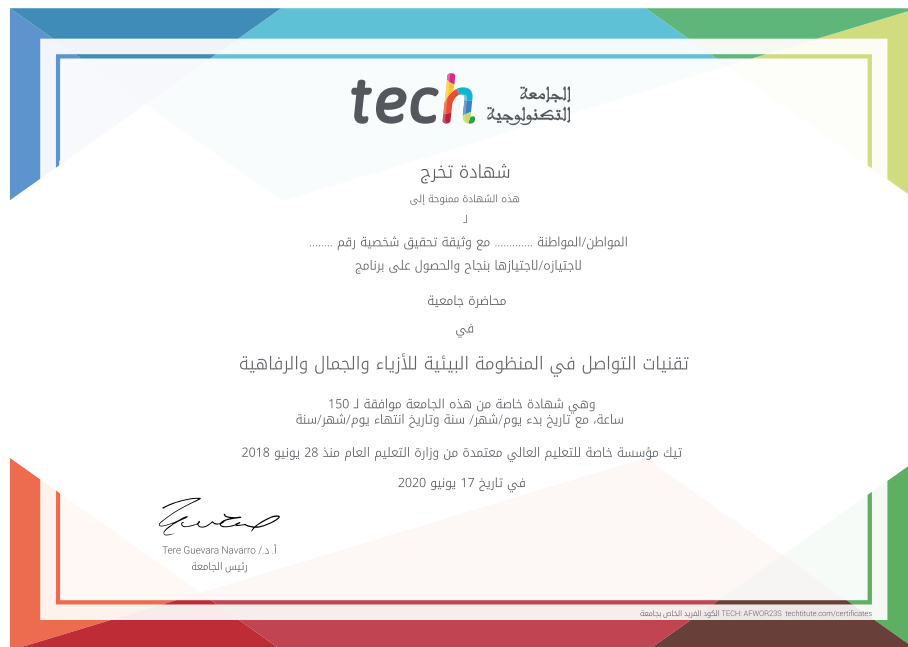 tech الجامعة
التكنولوجية
شهادة تخرج
هذه الشهادة ممنوحة إلى
لـ
المواطن/المواطنة ............ مع وثيقة تحقيق شخصية رقم ........
لاجتيازه/لاجتيازها بنجاح والحصول على برنامج
محاضرة جامعية
في
تقنيات التواصل في المنظومة البيئية للأزياء والجمال والرفاهية
وهي شهادة خاصة من هذه الجامعة موافقة لـ 150
ساعة، مع تاريخ بدء يوم/شهر/ سنة وتاريخ انتهاء يوم/شهر/سنة
تيك مؤسسة خاصة للتعليم العالي معتمدة من وزارة التعليم العام منذ 28 يونيو 2018
في تاريخ 17 يونيو 2020
أ. د./ Tere Guevara Navarro
رئيس الجامعة
الكود الفريد الخاص بجامعة TECH: AFWOR23S techtitute.com/certificates